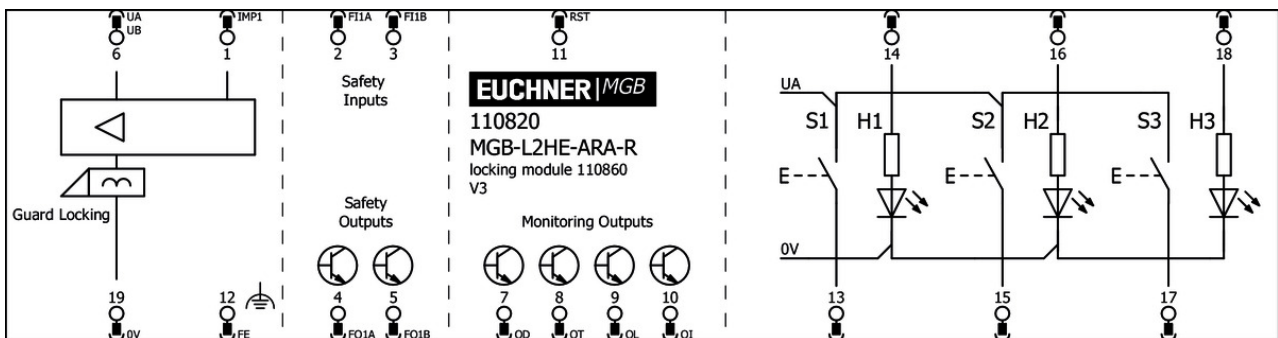 UA
UB
6
IMP1
1
FI1A
2
FI1B
3
RST
11
14
16
18
Safety
Inputs
EUCHNER|MGB
110820
MGB-L2HE-ARA-R
locking module 110860
V3
UA
S1
H1
S2
H2
S3
H3
E
E
E
Guard Locking
Safety
Outputs
Monitoring Outputs
0V
19
0V
12
FE
4
FO1A
5
FO1B
7
OD
8
OT
9
OL
10
OI
13
15
17